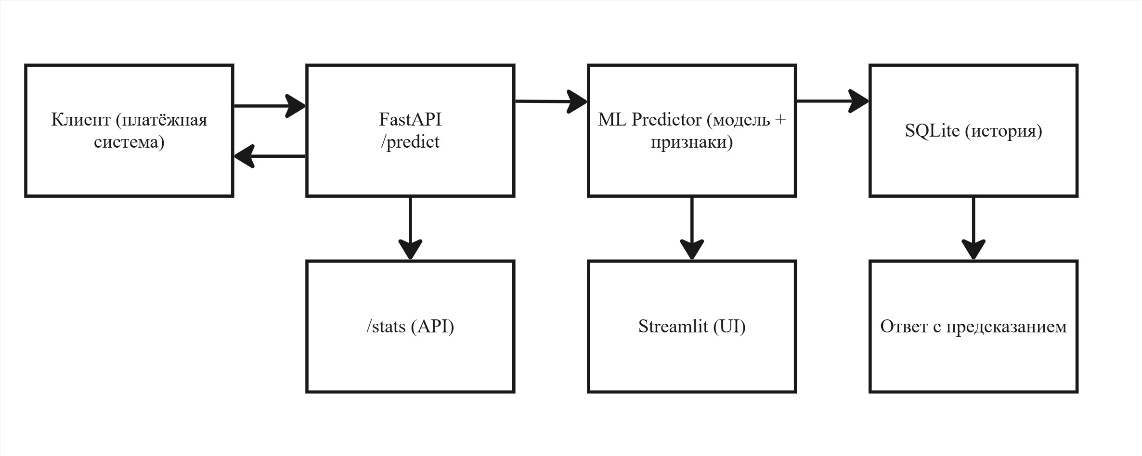 Клиент (платёжная
система)
FastAPI
/predict
ML Predictor (модель +
признаки)
SQLite (история)
/stats (API)
Streamlit (UI)
Ответ с предсказанием